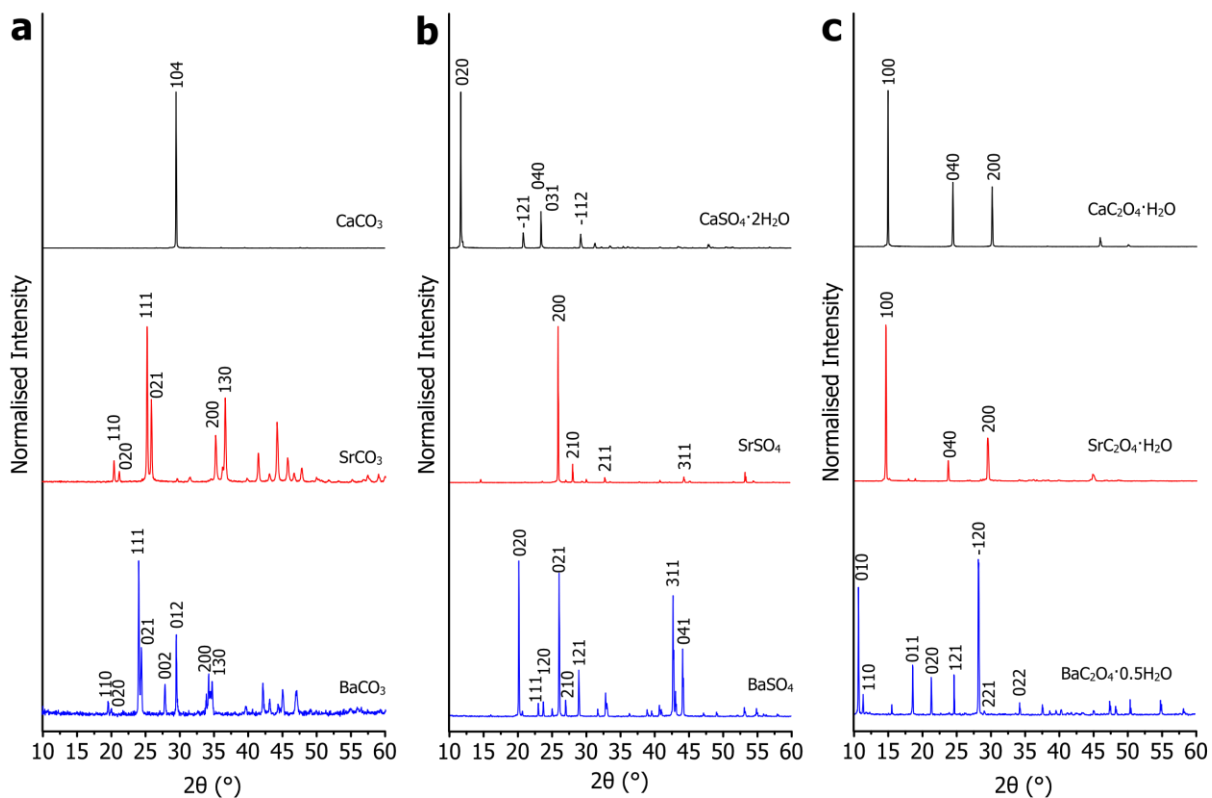 a
104
CaCO₃
111
021
110
020
200
130
SrCO₃
111
021
110
020
002
012
200
130
BaCO₃
Normalised Intensity
10 15 20 25 30 35 40 45 50 55 60
2θ (°)
b
020
-121
040
031
-112
CaSO₄·2H₂O
200
210
211
311
SrSO₄
020
111
120
021
210
121
311
041
BaSO₄
Normalised Intensity
10 15 20 25 30 35 40 45 50 55 60
2θ (°)
c
100
040
200
CaC₂O₄·H₂O
100
040
200
SrC₂O₄·H₂O
010
110
011
020
121
-120
221
022
BaC₂O₄·0.5H₂O
Normalised Intensity
10 15 20 25 30 35 40 45 50 55 60
2θ (°)